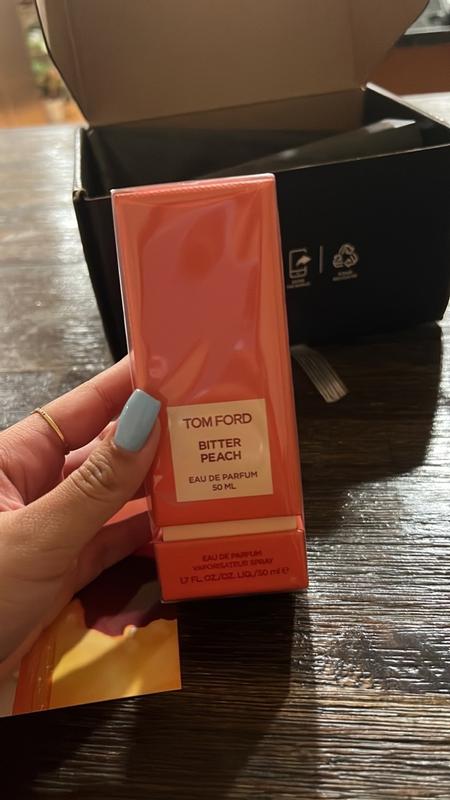 TOM FORD
BITTER
PEACH
EAU DE PARFUM
50 ML
EAU DE PARFUM
VAPORISATEUR SPRAY
1.7 FL.OZ./OZ. LIQ./50 ml ℮